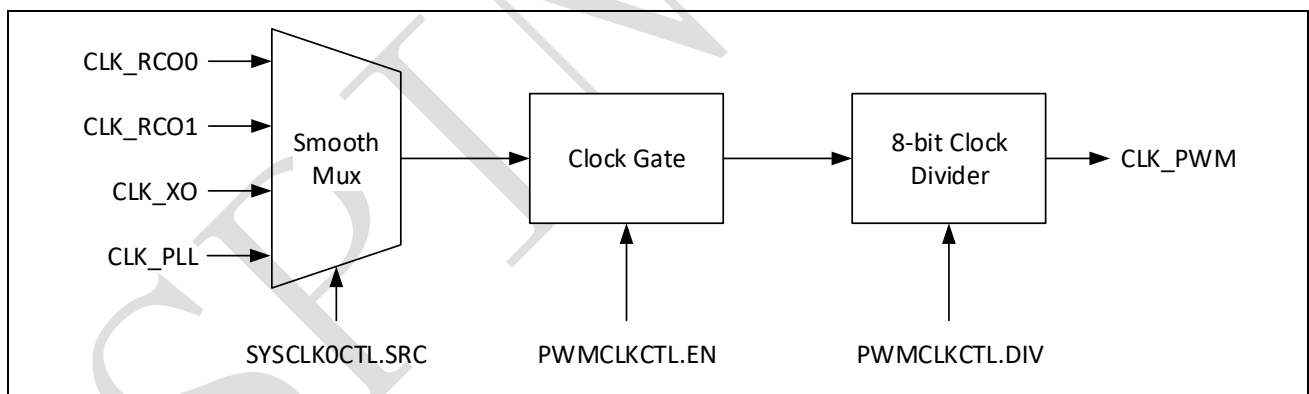 CLK_RCO0
CLK_RCO1
CLK_XO
CLK_PLL
Smooth
Mux
Clock Gate
8-bit Clock
Divider
CLK_PWM
SYSCLK0CTL.SRC
PWMCLKCTL.EN
PWMCLKCTL.DIV